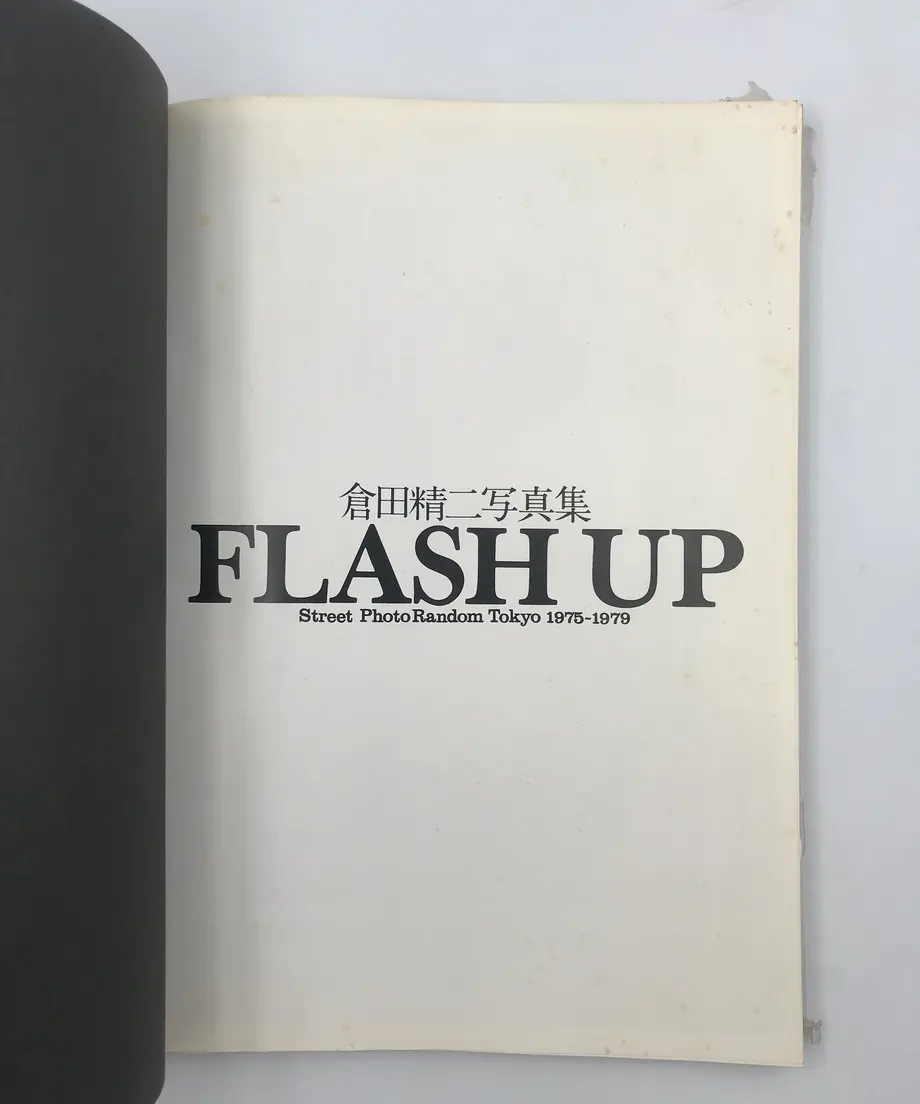 倉田精二写真集
FLASH UP
Street Photo Random Tokyo 1975~1979